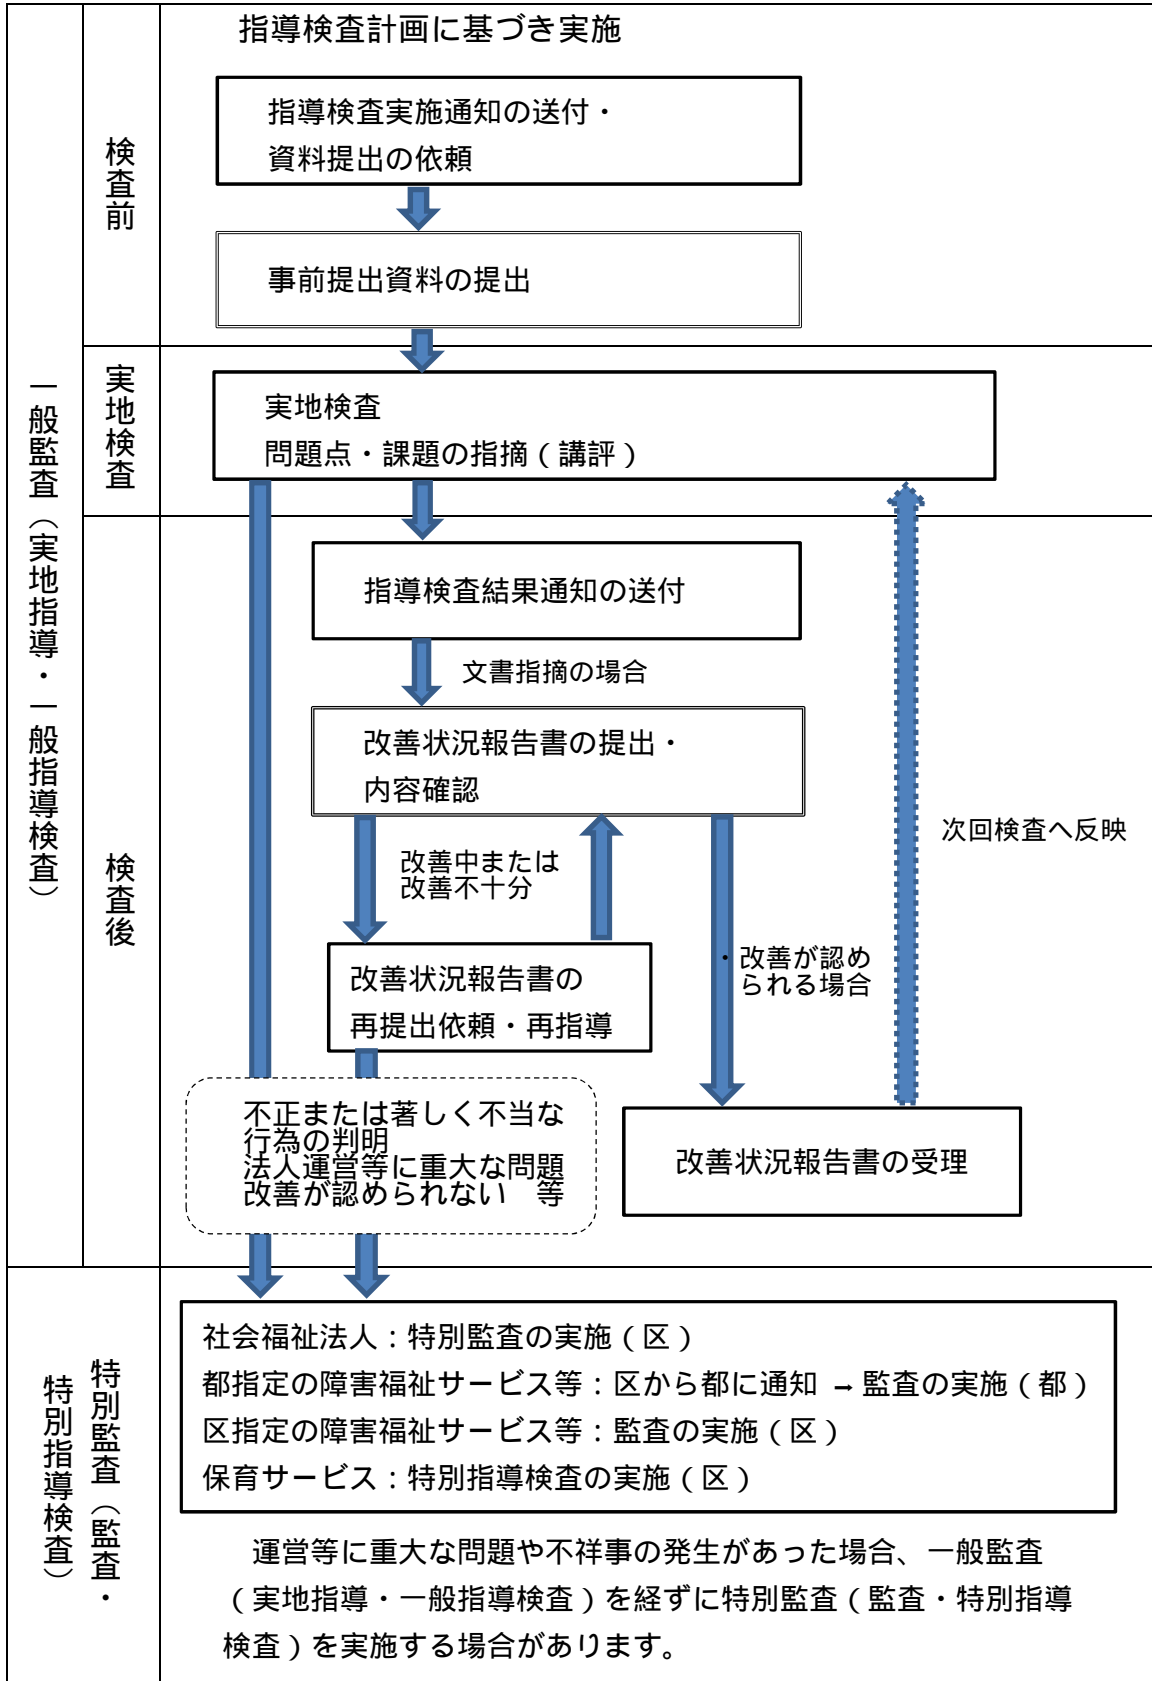 指導検査計画に基づき実施
一般監査（実地指導・一般指導検査）
検査前
指導検査実施通知の送付・
資料提出の依頼
事前提出資料の提出
実地検査
実地検査
問題点・課題の指摘（講評）
検査後
指導検査結果通知の送付
文書指摘の場合
改善状況報告書の提出・
内容確認
改善中または
改善不十分
次回検査へ反映
・改善が認め
られる場合
改善状況報告書の
再提出依頼・再指導
不正または著しく不当な
行為の判明
法人運営等に重大な問題
改善が認められない　等
改善状況報告書の受理
特別監査（監査・
特別指導検査）
社会福祉法人：特別監査の実施（区）
都指定の障害福祉サービス等：区から都に通知 → 監査の実施（都）
区指定の障害福祉サービス等：監査の実施（区）
保育サービス：特別指導検査の実施（区）
運営等に重大な問題や不祥事の発生があった場合、一般監査
（実地指導・一般指導検査）を経ずに特別監査（監査・特別指導
検査）を実施する場合があります。